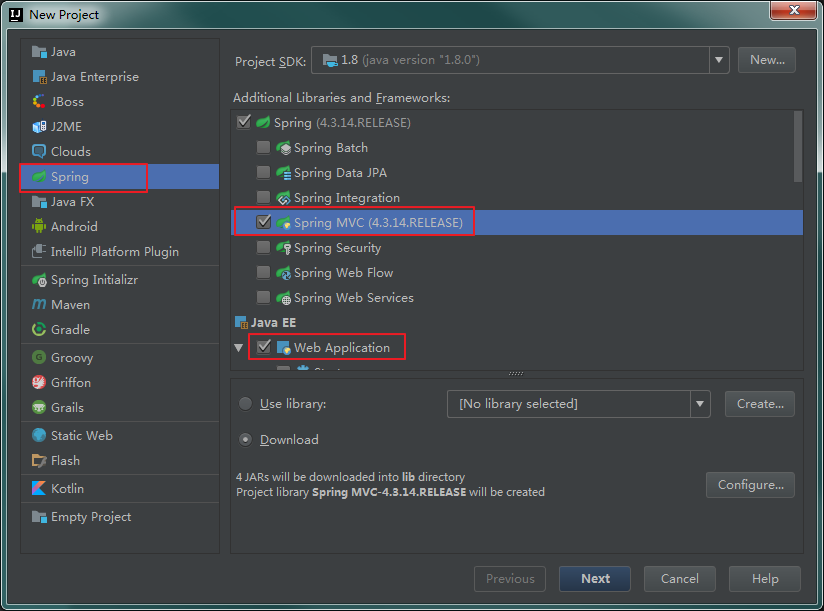 New Project
Java
Java Enterprise
JBoss
J2ME
Clouds
Spring
Java FX
Android
IntelliJ Platform Plugin
Spring Initializr
Maven
Gradle
Groovy
Griffon
Grails
Static Web
Flash
Kotlin
Empty Project
Project SDK: 1.8 (java version "1.8.0") New...
Additional Libraries and Frameworks:
Spring (4.3.14.RELEASE)
Spring Batch
Spring Data JPA
Spring Integration
Spring MVC (4.3.14.RELEASE)
Spring Security
Spring Web Flow
Spring Web Services
Java EE
Web Application
Use library: [No library selected] Create...
Download
4 JARs will be downloaded into lib directory
Project library Spring MVC-4.3.14.RELEASE will be created
Configure...
Previous Next Cancel Help